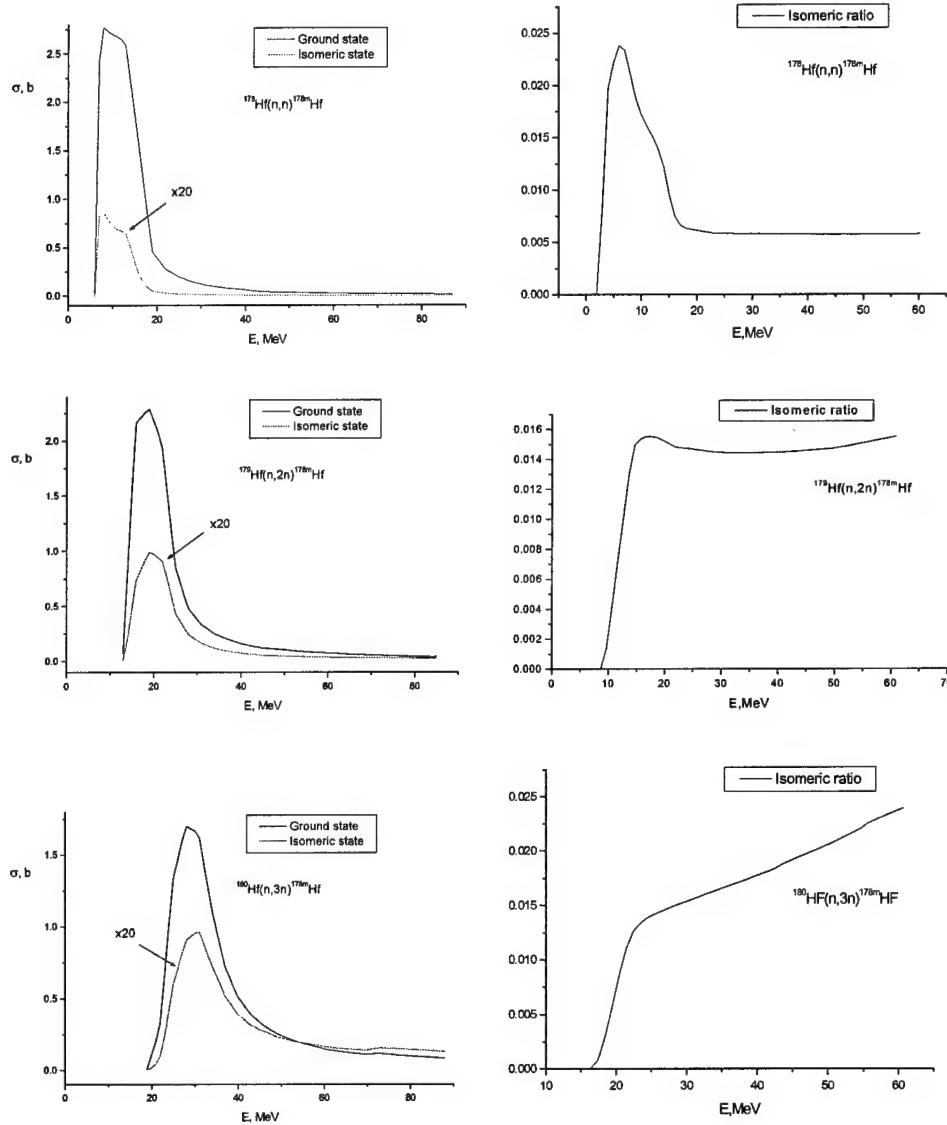 2.5
2.0
1.5
1.0
0.5
0.0
σ, b
Ground state
Isomeric state
¹⁷⁸Hf(n,n)¹⁷⁸ᵐHf
x20
0 20 40 60 80
E, MeV
0.025
0.020
0.015
0.010
0.005
0.000
Isomeric ratio
¹⁷⁸Hf(n,n)¹⁷⁸ᵐHf
0 10 20 30 40 50 60
E,MeV
2.0
1.5
1.0
0.5
0.0
σ, b
Ground state
Isomeric state
¹⁷⁹Hf(n,2n)¹⁷⁸ᵐHf
x20
0 20 40 60 80
E, MeV
0.016
0.014
0.012
0.010
0.008
0.006
0.004
0.002
0.000
Isomeric ratio
¹⁷⁹Hf(n,2n)¹⁷⁸ᵐHf
0 10 20 30 40 50 60 70
E,MeV
1.5
1.0
0.5
0.0
σ, b
Ground state
Isomeric state
¹⁸⁰Hf(n,3n)¹⁷⁸ᵐHf
x20
0 20 40 60 80
E, MeV
0.025
0.020
0.015
0.010
0.005
0.000
Isomeric ratio
¹⁸⁰HF(n,3n)¹⁷⁸ᵐHF
10 20 30 40 50 60
E,MeV